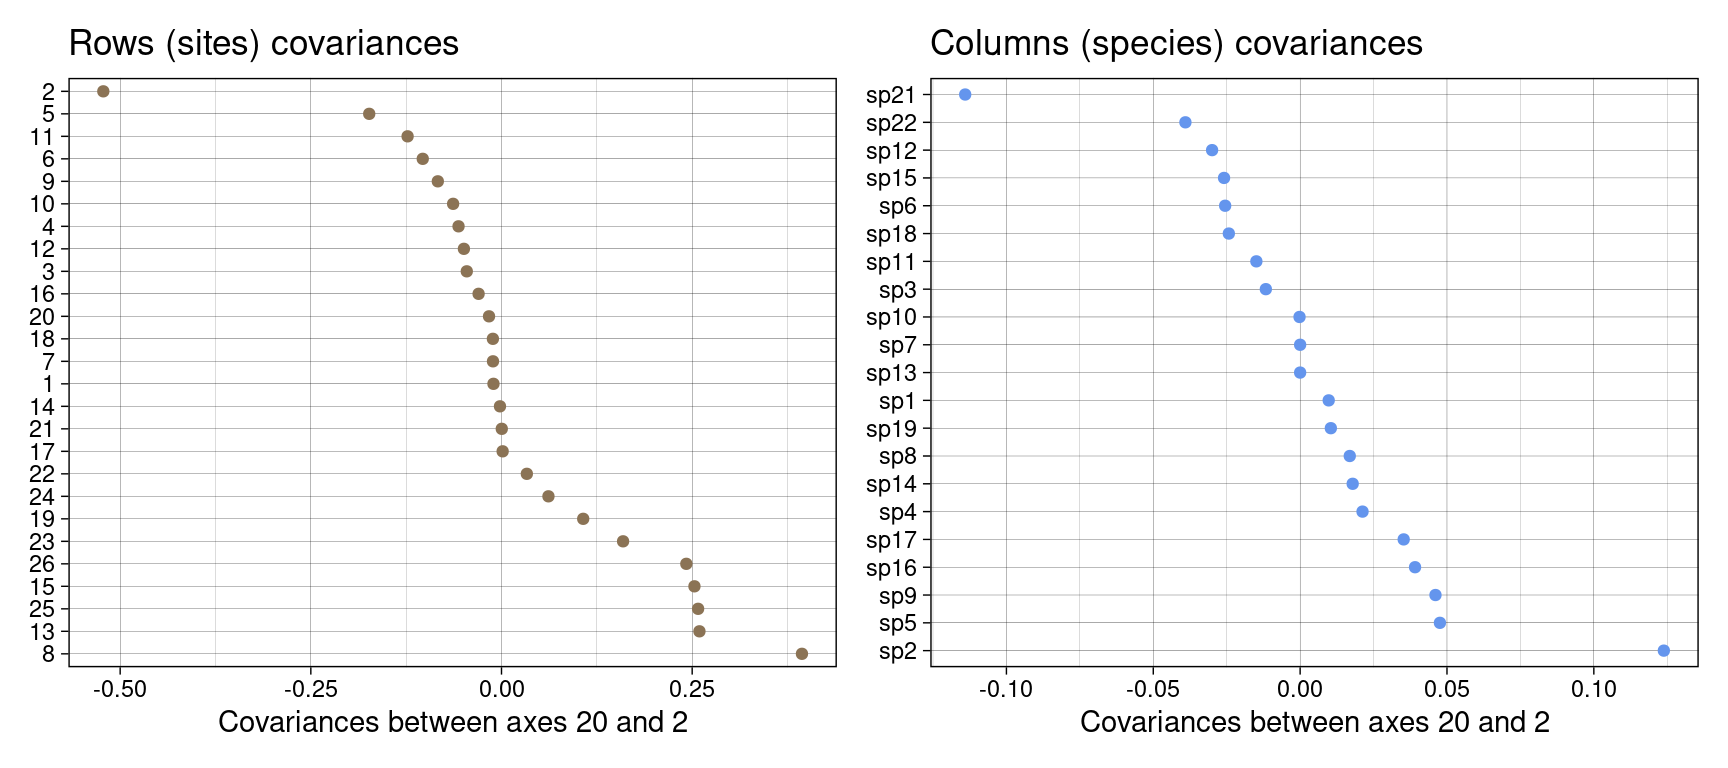 Rows (sites) covariances
2
5
11
6
9
10
4
12
3
16
20
18
7
1
14
21
17
22
24
19
23
26
15
25
13
8
-0.50 -0.25 0.00 0.25
Covariances between axes 20 and 2
Columns (species) covariances
sp21
sp22
sp12
sp15
sp6
sp18
sp11
sp3
sp10
sp7
sp13
sp1
sp19
sp8
sp14
sp4
sp17
sp16
sp9
sp5
sp2
-0.10 -0.05 0.00 0.05 0.10
Covariances between axes 20 and 2